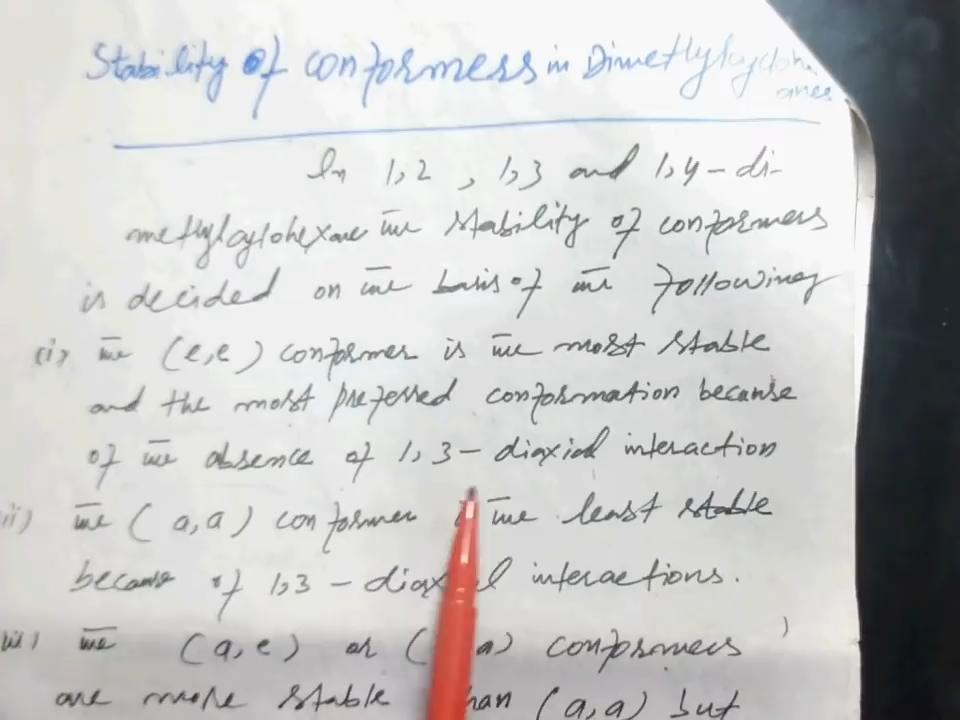 Stability of conformers in Dimethylcyclohe
anes
In 1,2 , 1,3 and 1,4 - di-
methylcyclohexane the stability of conformers
is decided on the basis of the following
(i) the (e,e) conformer is the most stable
and the most preferred conformation because
of the absence of 1,3 - diaxial interaction
ii) the (a,a) conformer the least stable
because of 1,3 - diaxial interactions.
iii) the (a,e) or ( a) conformers
are more stable han (a,a) but